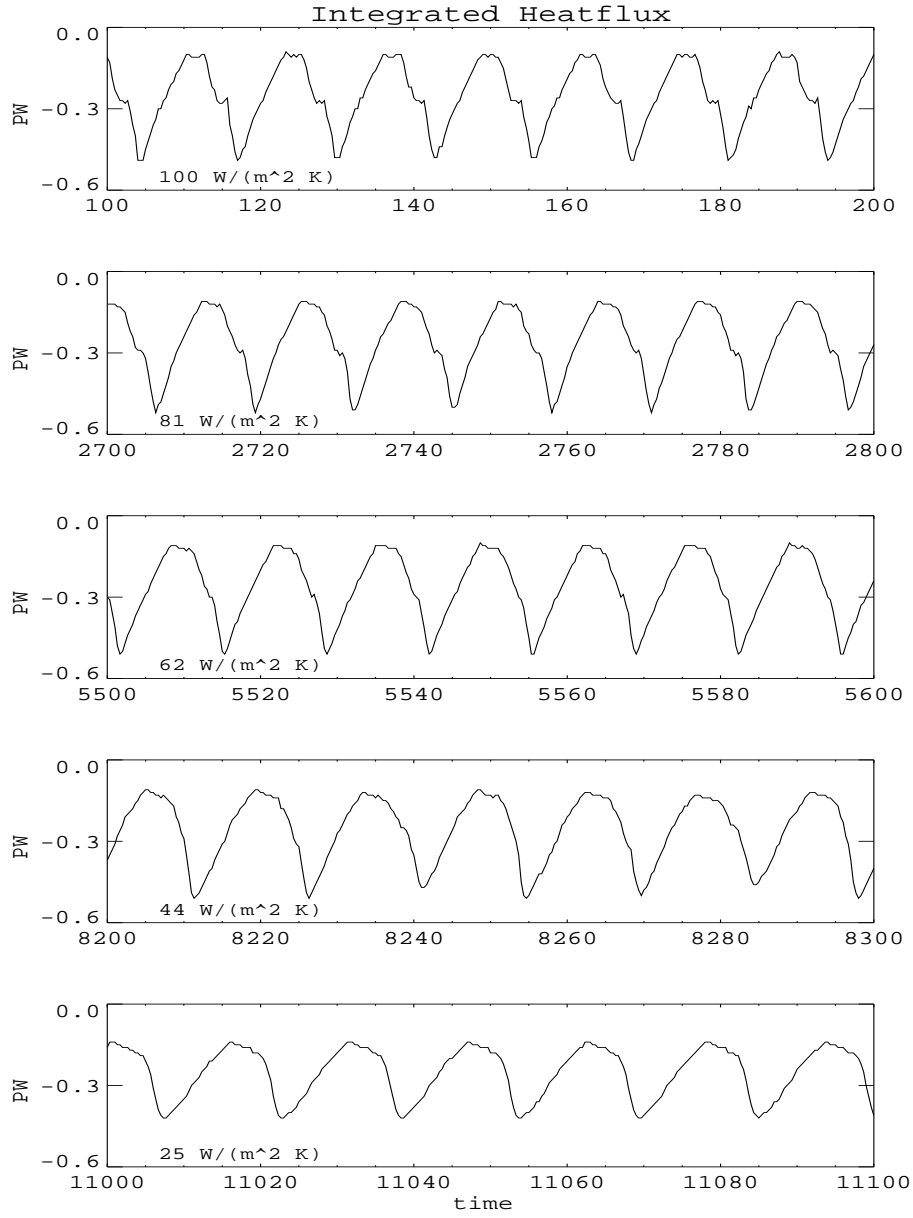 Integrated Heatflux
0.0
PW -0.3
-0.6
100 W/(m^2 K)
100 120 140 160 180 200
0.0
PW -0.3
-0.6
81 W/(m^2 K)
2700 2720 2740 2760 2780 2800
0.0
PW -0.3
-0.6
62 W/(m^2 K)
5500 5520 5540 5560 5580 5600
0.0
PW -0.3
-0.6
44 W/(m^2 K)
8200 8220 8240 8260 8280 8300
0.0
PW -0.3
-0.6
25 W/(m^2 K)
11000 11020 11040 11060 11080 11100
time